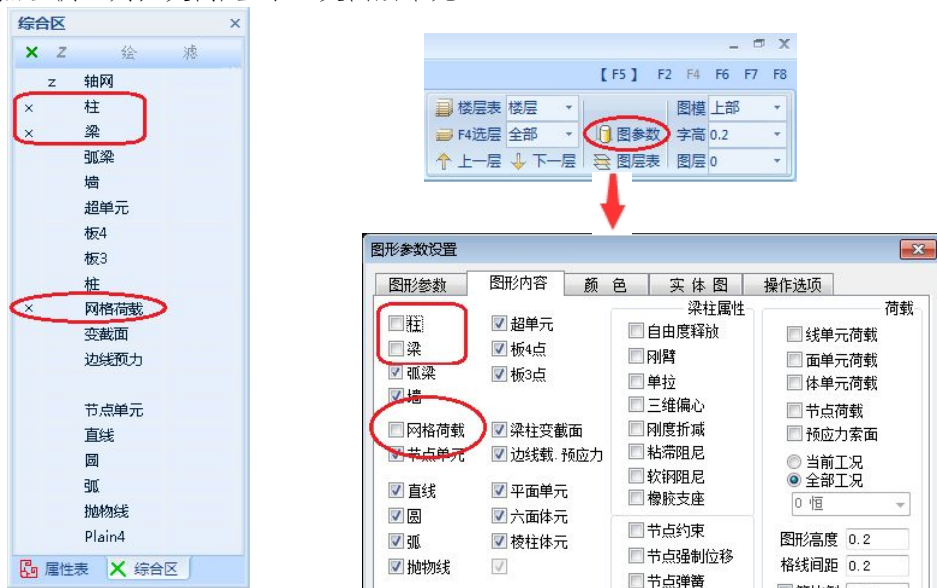 综合区 ×
× Z 绘 滤
z 轴网
× 柱
× 梁
弧梁
墙
超单元
板4
板3
桩
× 网格荷载
变截面
边线预力
节点单元
直线
圆
弧
抛物线
Plain4
属性表 综合区
【F5】 F2 F4 F6 F7 F8
楼层表 楼层 图模 上部
F4选层 全部 图参数 字高 0.2
上一层 下一层 图层表 图层 0
图形参数设置
图形参数 图形内容 颜 色 实 体 图 操作选项
柱
梁
弧梁
墙
网格荷载
节点单元
直线
圆
弧
抛物线
超单元
板4点
板3点
梁柱变截面
边线载.预应力
平面单元
六面体元
棱柱体元
梁柱属性
自由度释放
刚臂
单拉
三维偏心
刚度折减
粘滞阻尼
软钢阻尼
橡胶支座
节点约束
节点强制位移
节点弹簧
荷载
线单元荷载
面单元荷载
体单元荷载
节点荷载
预应力索面
当前工况
全部工况
0 恒
图形高度 0.2
格线间距 0.2